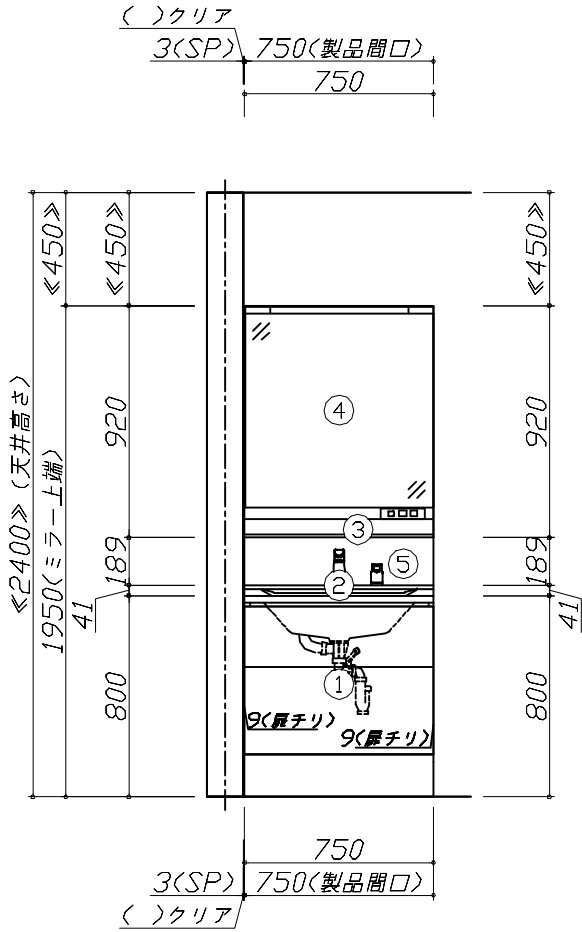 ( )クリア
3(SP) 750(製品間口)
750
≪450≫
≪450≫
≪450≫
≪2400≫(天井高さ)
1950(ミラー上端)
920
920
④
③
189
189
⑤
②
41
41
800
800
①
9(扉チリ)
9(扉チリ)
750
3(SP) 750(製品間口)
( )クリア